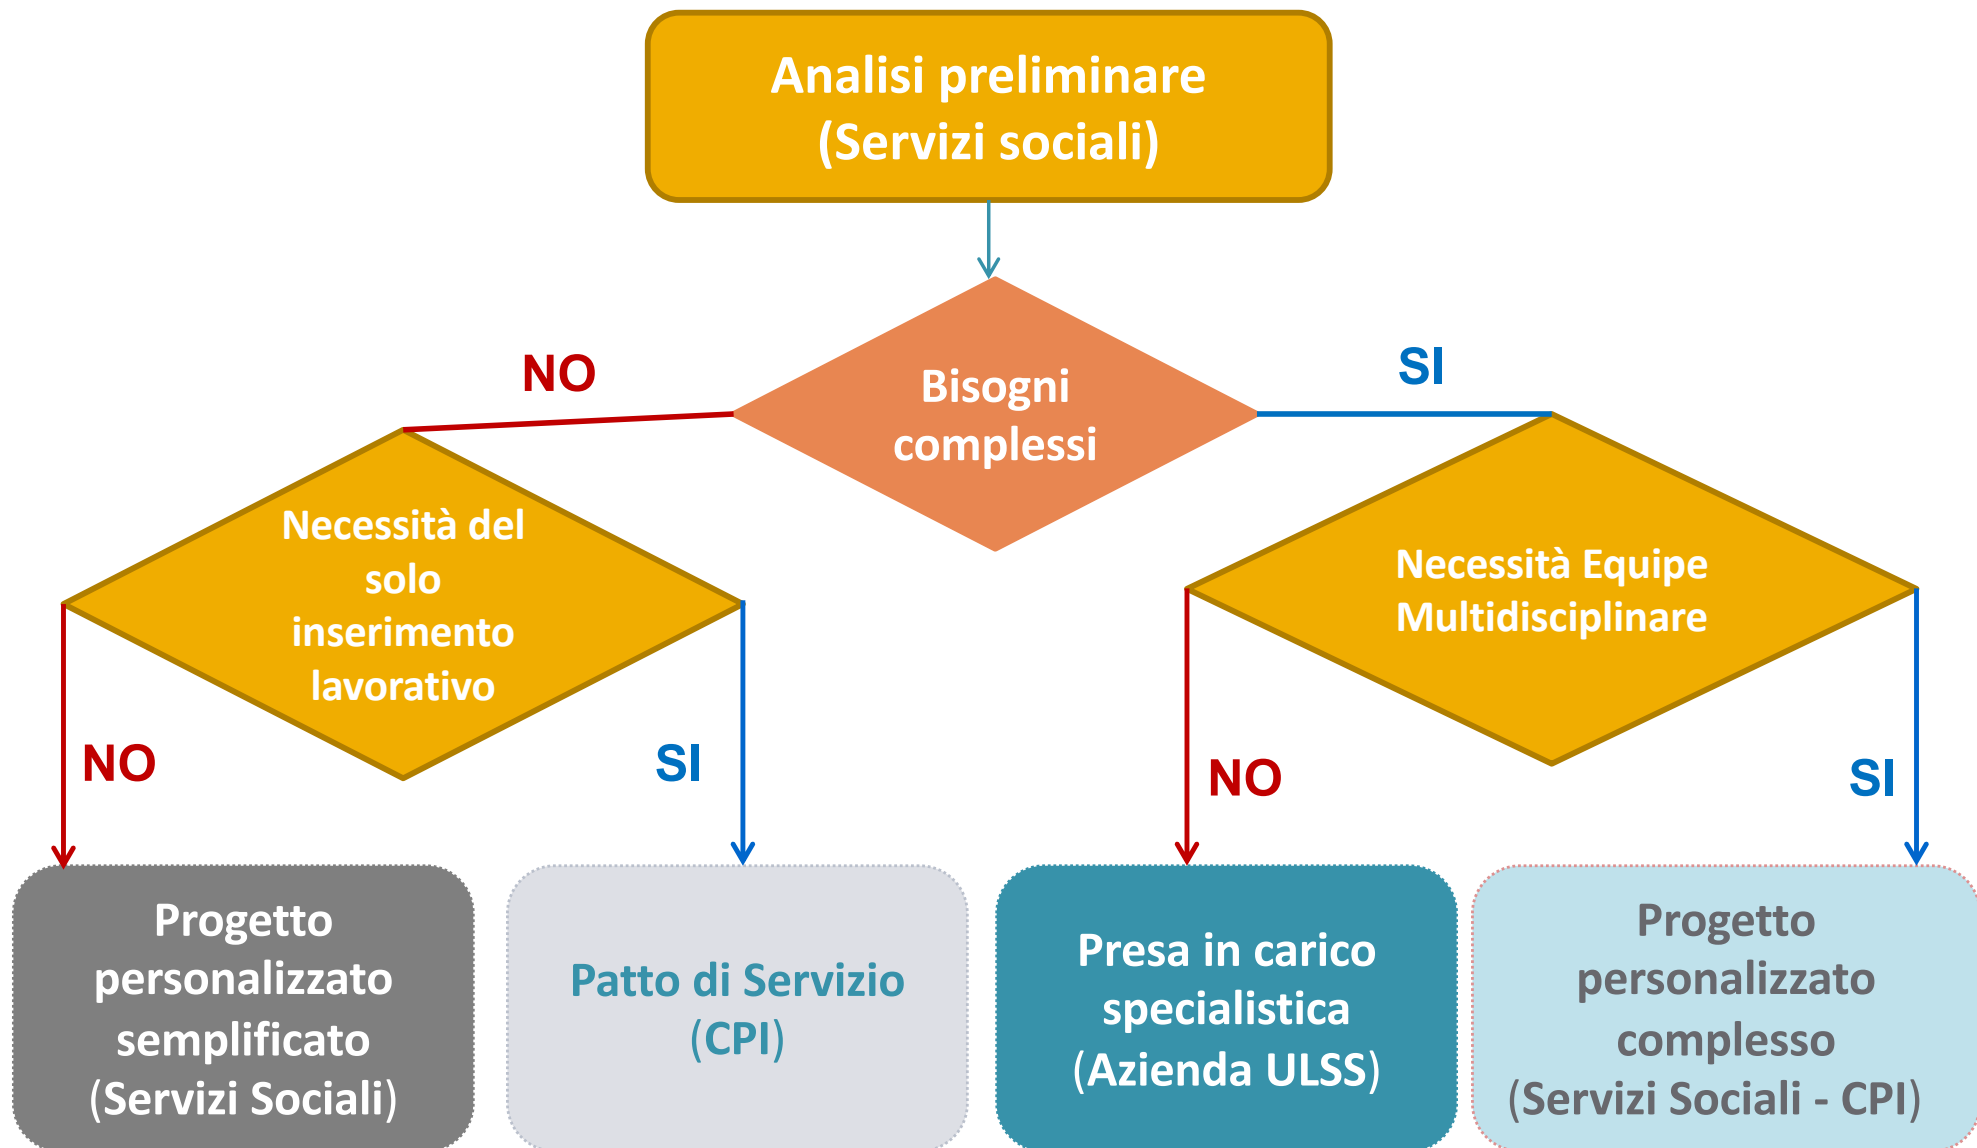 Analisi preliminare
(Servizi sociali)
NO
SI
Bisogni
complessi
Necessità del
solo
inserimento
lavorativo
Necessità Equipe
Multidisciplinare
NO
SI
NO
SI
Progetto
personalizzato
semplificato
(Servizi Sociali)
Patto di Servizio
(CPI)
Presa in carico
specialistica
(Azienda ULSS)
Progetto
personalizzato
complesso
(Servizi Sociali - CPI)